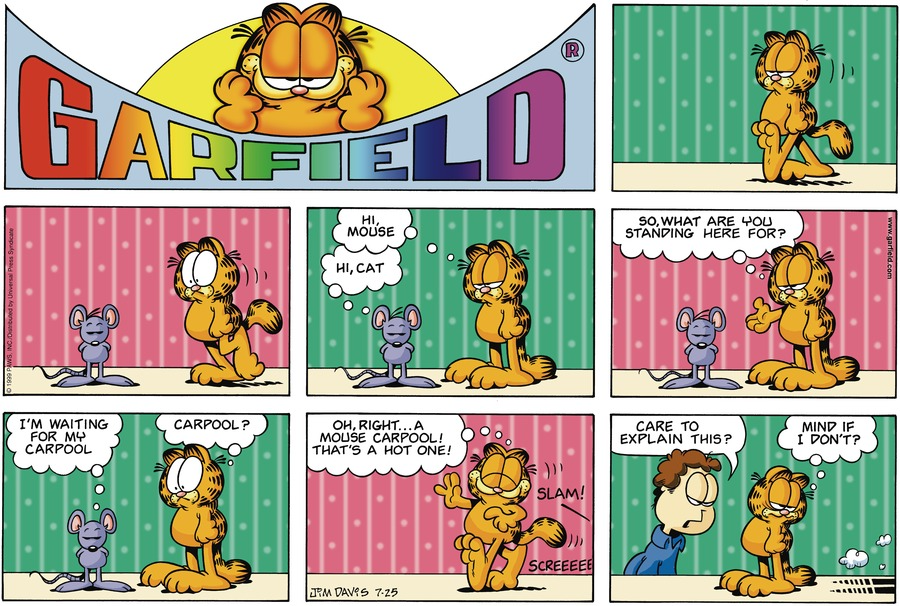 GARFIELD
®
© 1999 PAWS, INC./Distributed by Universal Press Syndicate
HI,
MOUSE
HI, CAT
SO, WHAT ARE YOU
STANDING HERE FOR?
www.garfield.com
I'M WAITING
FOR MY
CARPOOL
CARPOOL?
OH, RIGHT...A
MOUSE CARPOOL!
THAT'S A HOT ONE!
SLAM!
SCREEEEE
JIM DAVIS 7-25
CARE TO
EXPLAIN THIS?
MIND IF
I DON'T?